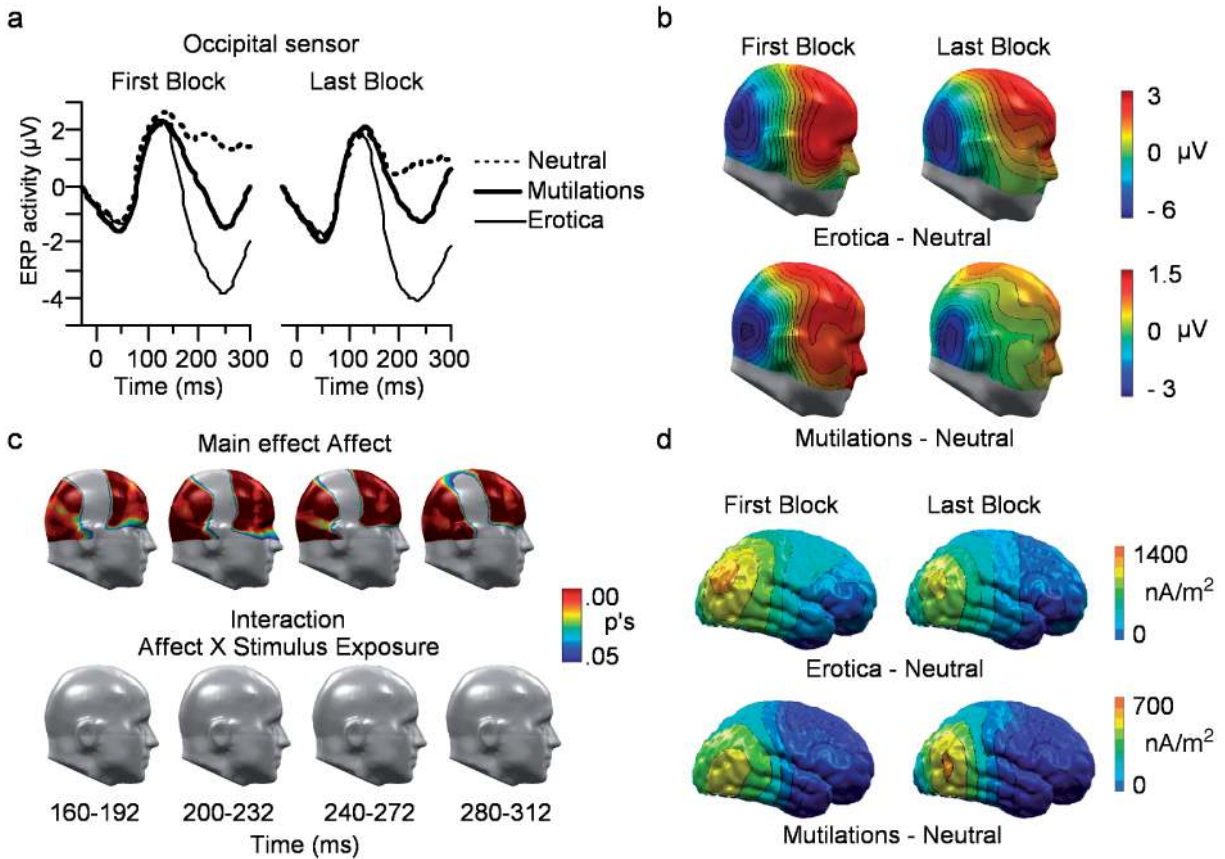 a
Occipital sensor
First Block
Last Block
ERP activity (µV)
2
0
-2
-4
0 100 200 300
Time (ms)
0 100 200 300
Time (ms)
Neutral
Mutilations
Erotica
b
First Block
Last Block
3
0 µV
- 6
Erotica - Neutral
1.5
0 µV
- 3
Mutilations - Neutral
c
Main effect Affect
.00
p's
.05
Interaction
Affect X Stimulus Exposure
160-192 200-232 240-272 280-312
Time (ms)
d
First Block
Last Block
1400
nA/m²
0
Erotica - Neutral
700
nA/m²
0
Mutilations - Neutral